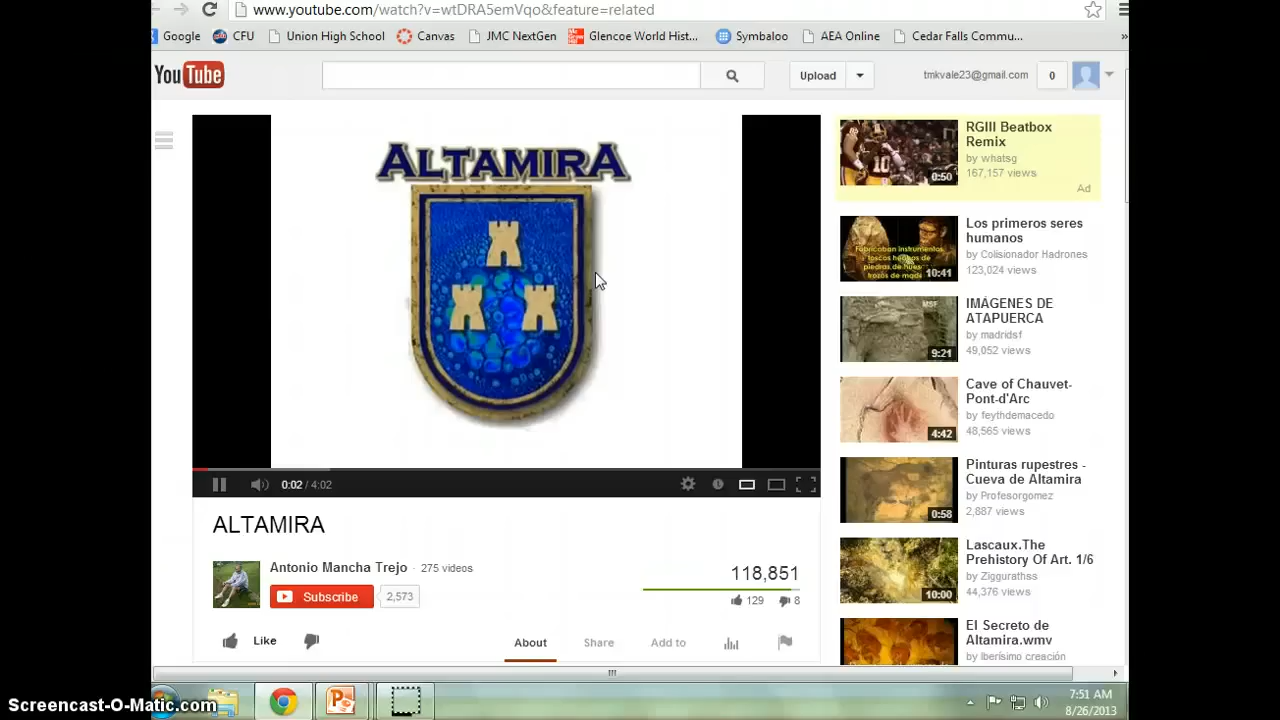 www.youtube.com/watch?v=wtDRA5emVqo&feature=related
Google CFU Union High School Canvas JMC NextGen Glencoe World Hist... Symbaloo AEA Online Cedar Falls Commu... »
YouTube Upload tmkvale23@gmail.com 0
ALTAMIRA
0:02 / 4:02
ALTAMIRA
Antonio Mancha Trejo · 275 videos
Subscribe 2,573
118,851
129 8
Like About Share Add to
RGIII Beatbox
Remix
by whatsg
167,157 views
Ad
0:50
Los primeros seres
humanos
by Colisionador Hadrones
123,024 views
Fabricaban instrumentos
piedras de
trozos de
10:41
IMÁGENES DE
ATAPUERCA
by madridsf
49,052 views
MSF
9:21
Cave of Chauvet-
Pont-d'Arc
by feythdemacedo
48,565 views
4:42
Pinturas rupestres -
Cueva de Altamira
by Profesorgomez
2,887 views
0:58
Lascaux.The
Prehistory Of Art. 1/6
by Ziggurathss
44,376 views
10:00
El Secreto de
Altamira.wmv
by Iberísimo creación
Screencast-O-Matic.com
7:51 AM
8/26/2013